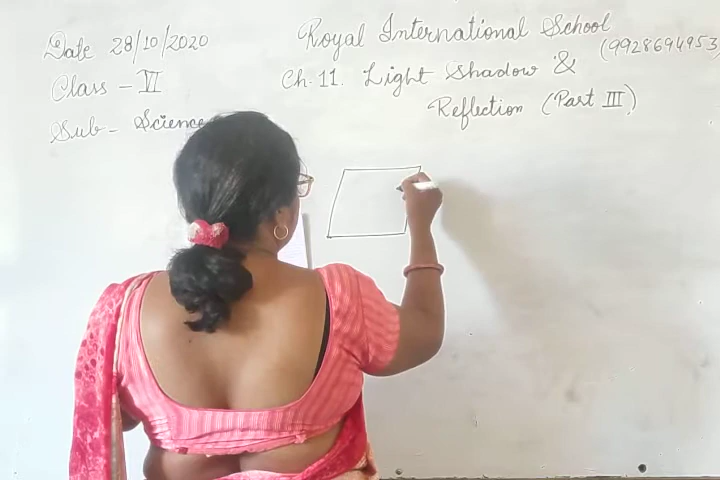 Date 28/10/2020
Royal International School
(9928694953)
Class - VI
Ch-11. Light Shadow &
Reflection (Part III)
Sub - Science